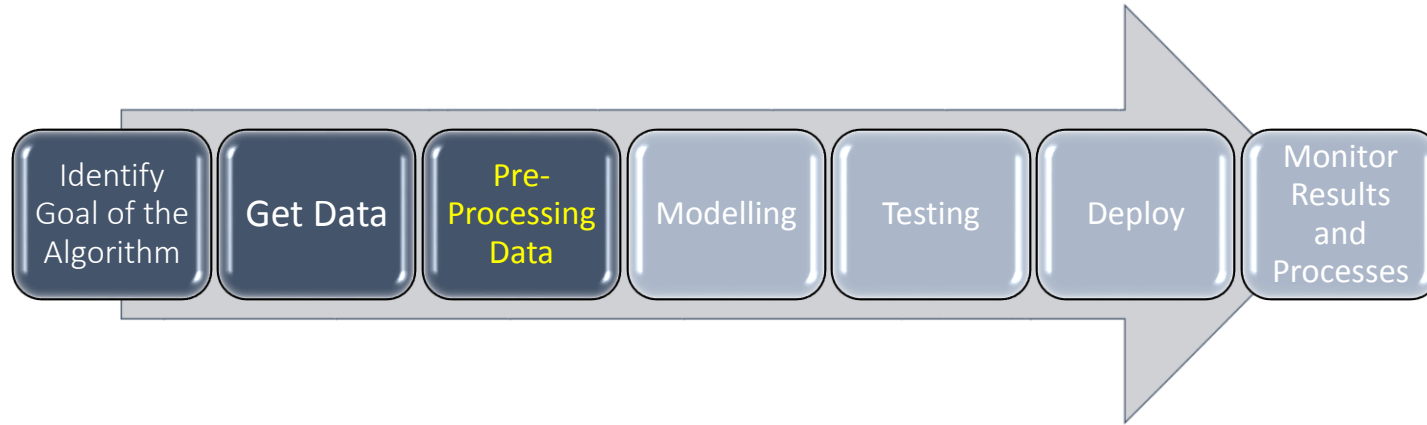 Identify
Goal of the
Algorithm
Get Data
Pre-
Processing
Data
Modelling
Testing
Deploy
Monitor
Results
and
Processes